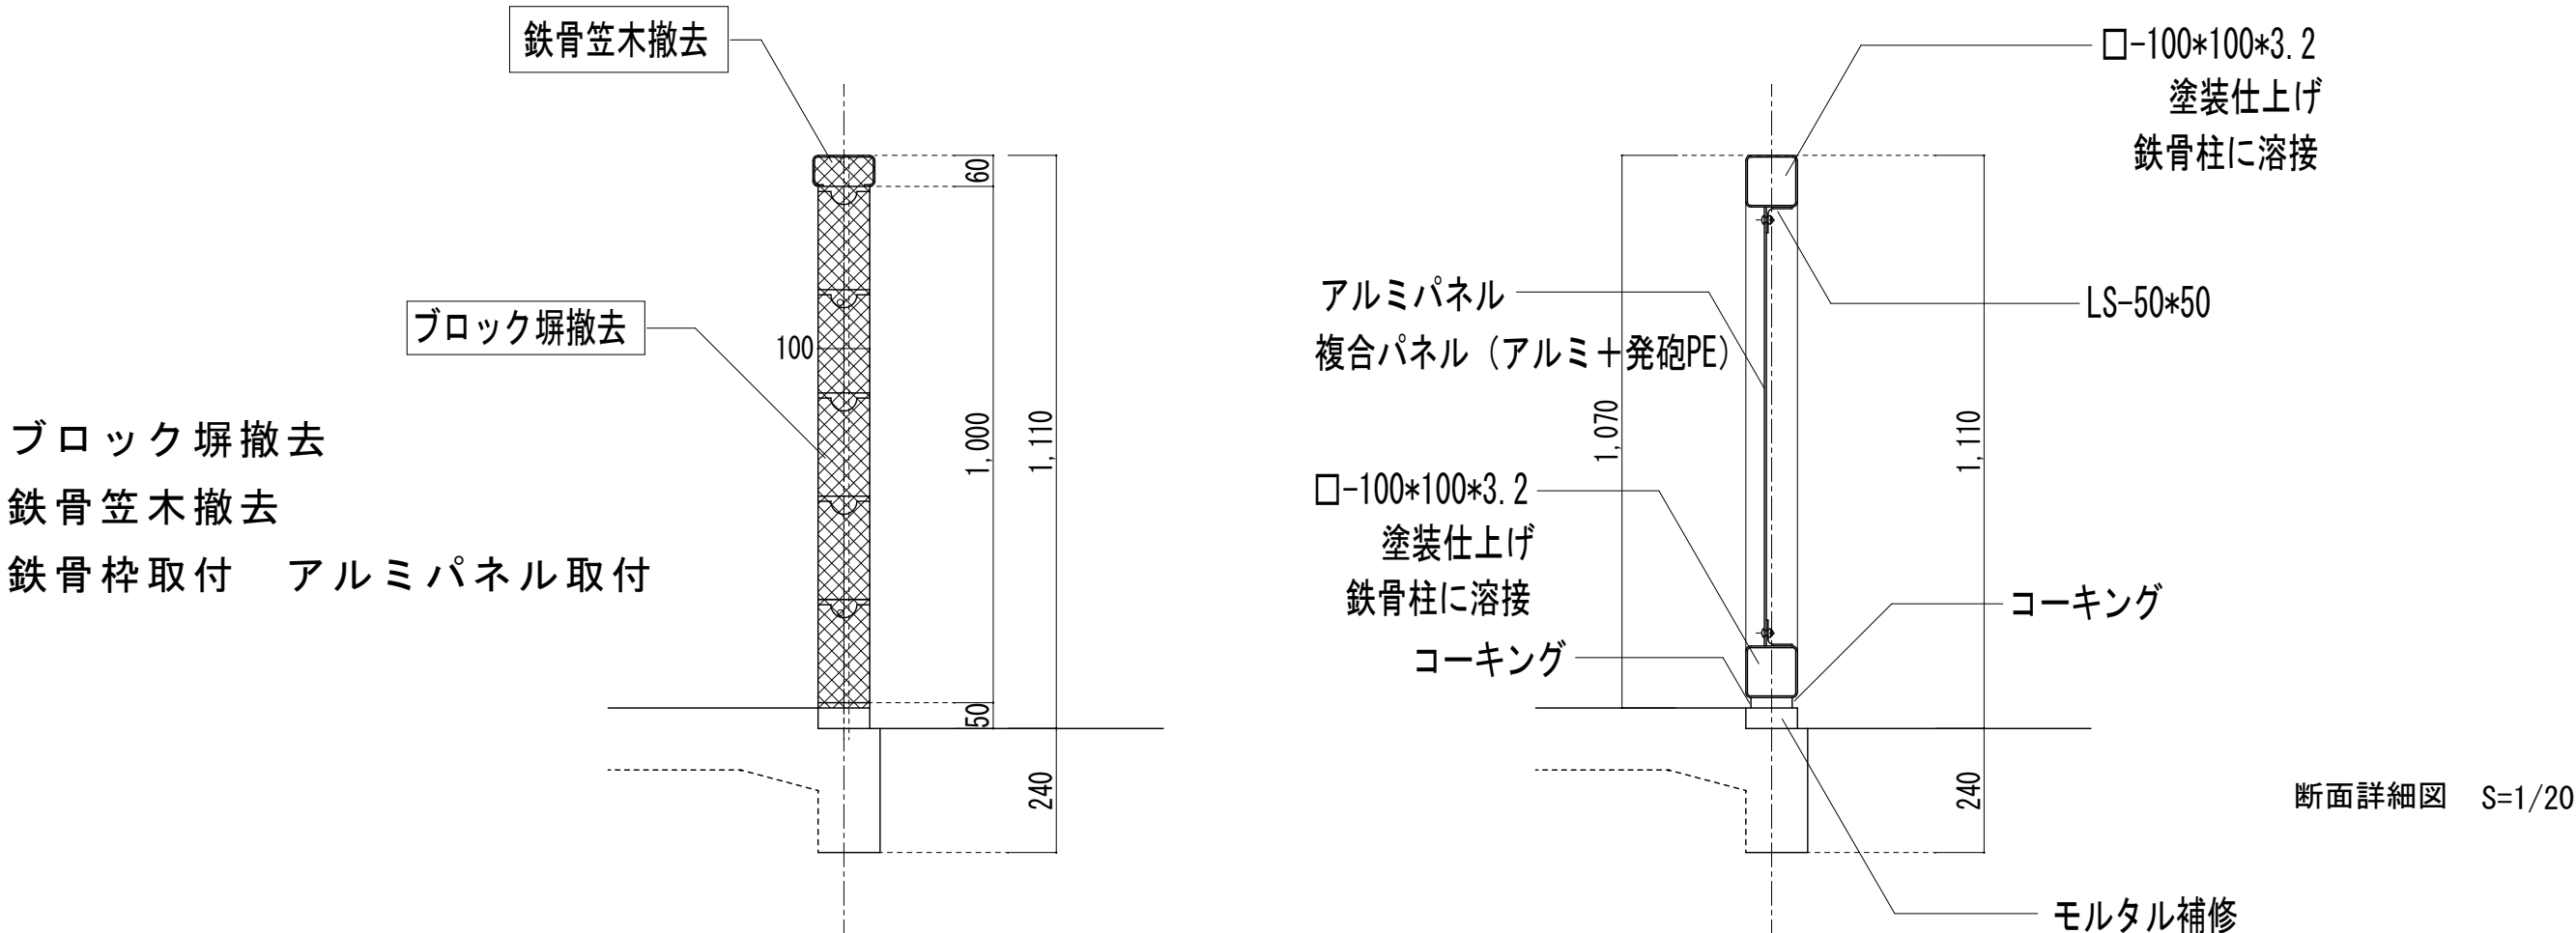 鉄骨笠木撤去
ブロック塀撤去
ブロック塀撤去
鉄骨笠木撤去
鉄骨枠取付　アルミパネル取付
100
60
1,000
50
1,110
240
□-100*100*3.2
塗装仕上げ
鉄骨柱に溶接
LS-50*50
アルミパネル
複合パネル（アルミ＋発砲PE）
1,070
1,110
□-100*100*3.2
塗装仕上げ
鉄骨柱に溶接
コーキング
コーキング
240
モルタル補修
断面詳細図　S=1/20